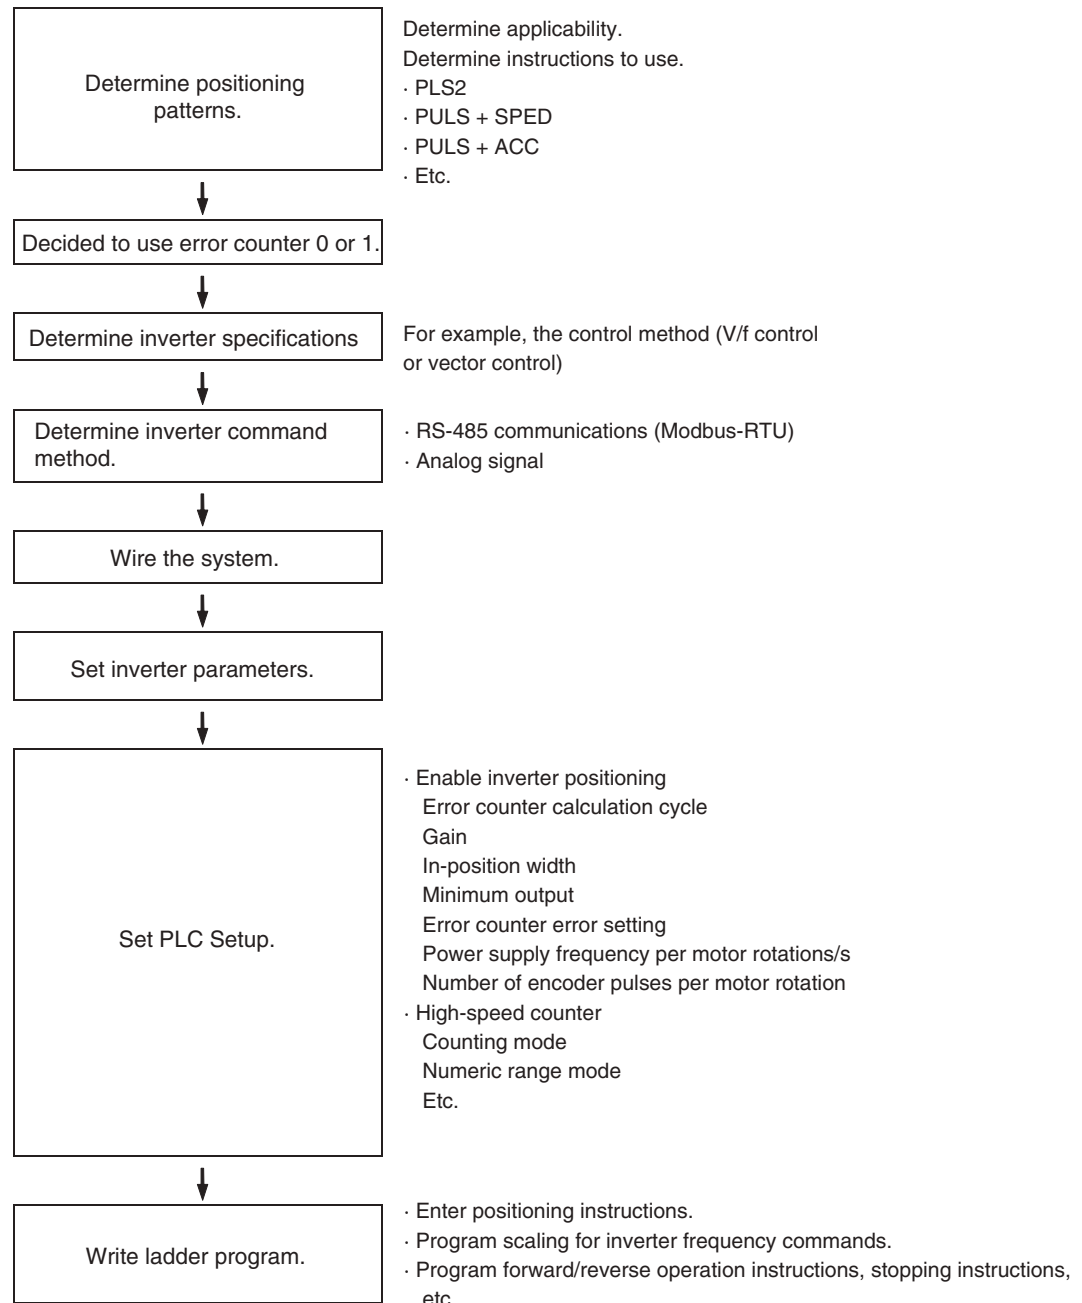 Determine positioning
patterns.
Determine applicability.
Determine instructions to use.
· PLS2
· PULS + SPED
· PULS + ACC
· Etc.
Decided to use error counter 0 or 1.
Determine inverter specifications
For example, the control method (V/f control
or vector control)
Determine inverter command
method.
· RS-485 communications (Modbus-RTU)
· Analog signal
Wire the system.
Set inverter parameters.
Set PLC Setup.
· Enable inverter positioning
Error counter calculation cycle
Gain
In-position width
Minimum output
Error counter error setting
Power supply frequency per motor rotations/s
Number of encoder pulses per motor rotation
· High-speed counter
Counting mode
Numeric range mode
Etc.
Write ladder program.
· Enter positioning instructions.
· Program scaling for inverter frequency commands.
· Program forward/reverse operation instructions, stopping instructions,
etc